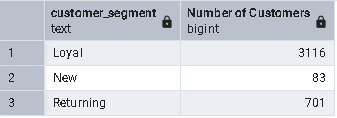 customer_segment Number of Customers
text bigint
1 Loyal 3116
2 New 83
3 Returning 701